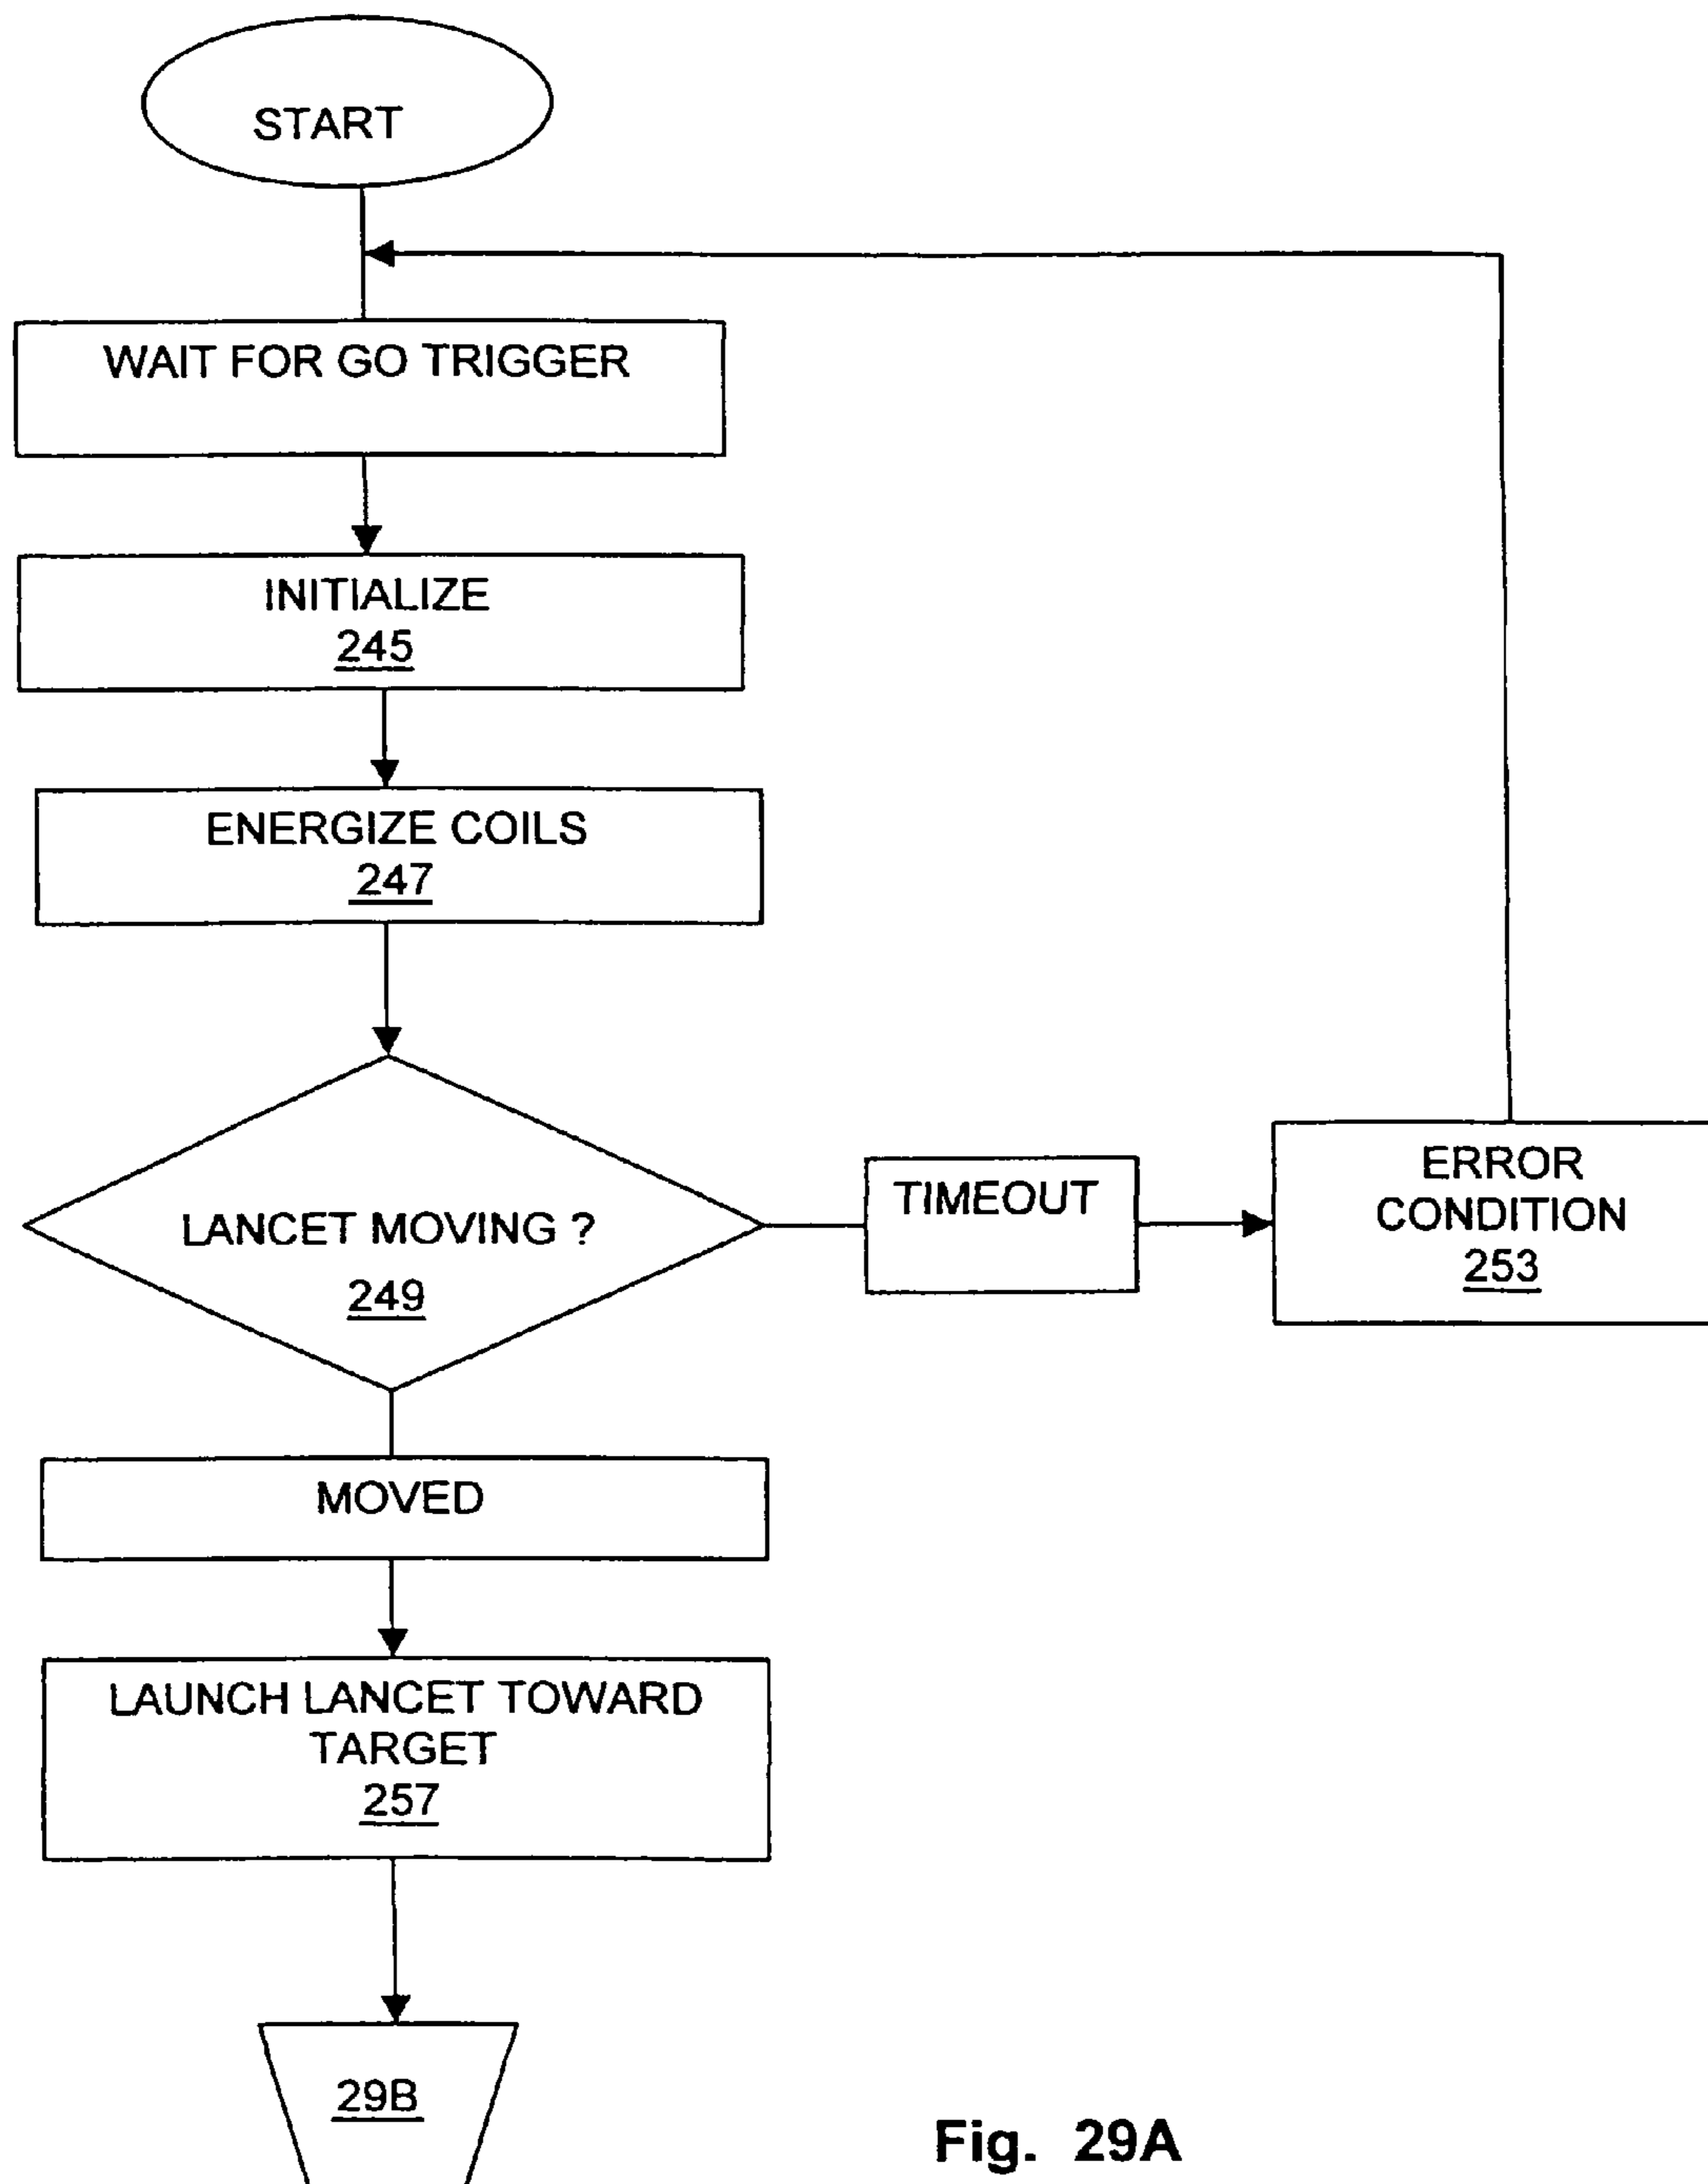 START
WAIT FOR GO TRIGGER
INITIALIZE
245
ENERGIZE COILS
247
LANCET MOVING ?
249
TIMEOUT
ERROR
CONDITION
253
MOVED
LAUNCH LANCET TOWARD
TARGET
257
29B
Fig. 29A